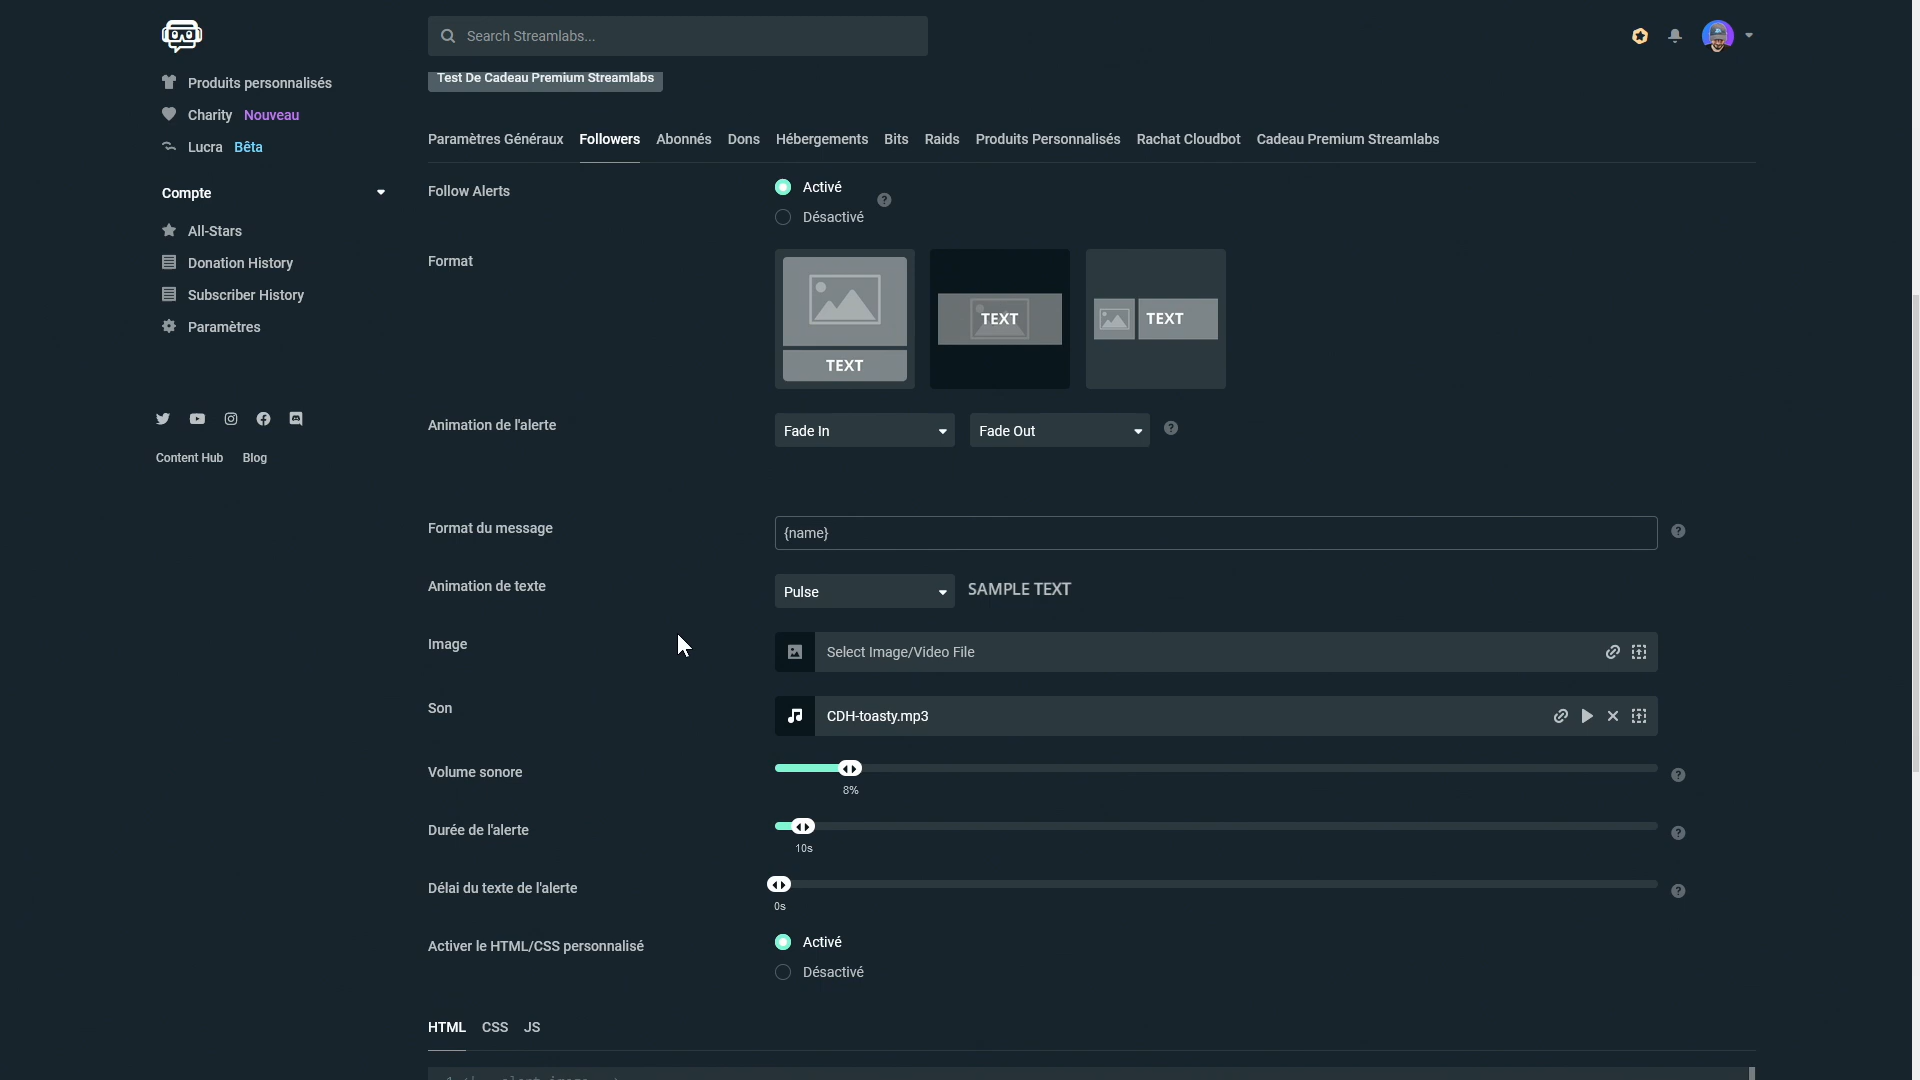 Search Streamlabs...
Produits personnalisés
Charity Nouveau
Lucra Bêta
Compte
All-Stars
Donation History
Subscriber History
Paramètres
Content Hub Blog
Test De Cadeau Premium Streamlabs
Paramètres Généraux Followers Abonnés Dons Hébergements Bits Raids Produits Personnalisés Rachat Cloudbot Cadeau Premium Streamlabs
Follow Alerts
Activé
Désactivé
?
Format
TEXT
TEXT
TEXT
Animation de l'alerte
Fade In
Fade Out
?
Format du message
{name}
?
Animation de texte
Pulse
SAMPLE TEXT
Image
Select Image/Video File
Son
CDH-toasty.mp3
Volume sonore
8%
?
Durée de l'alerte
10s
?
Délai du texte de l'alerte
0s
?
Activer le HTML/CSS personnalisé
Activé
Désactivé
HTML CSS JS